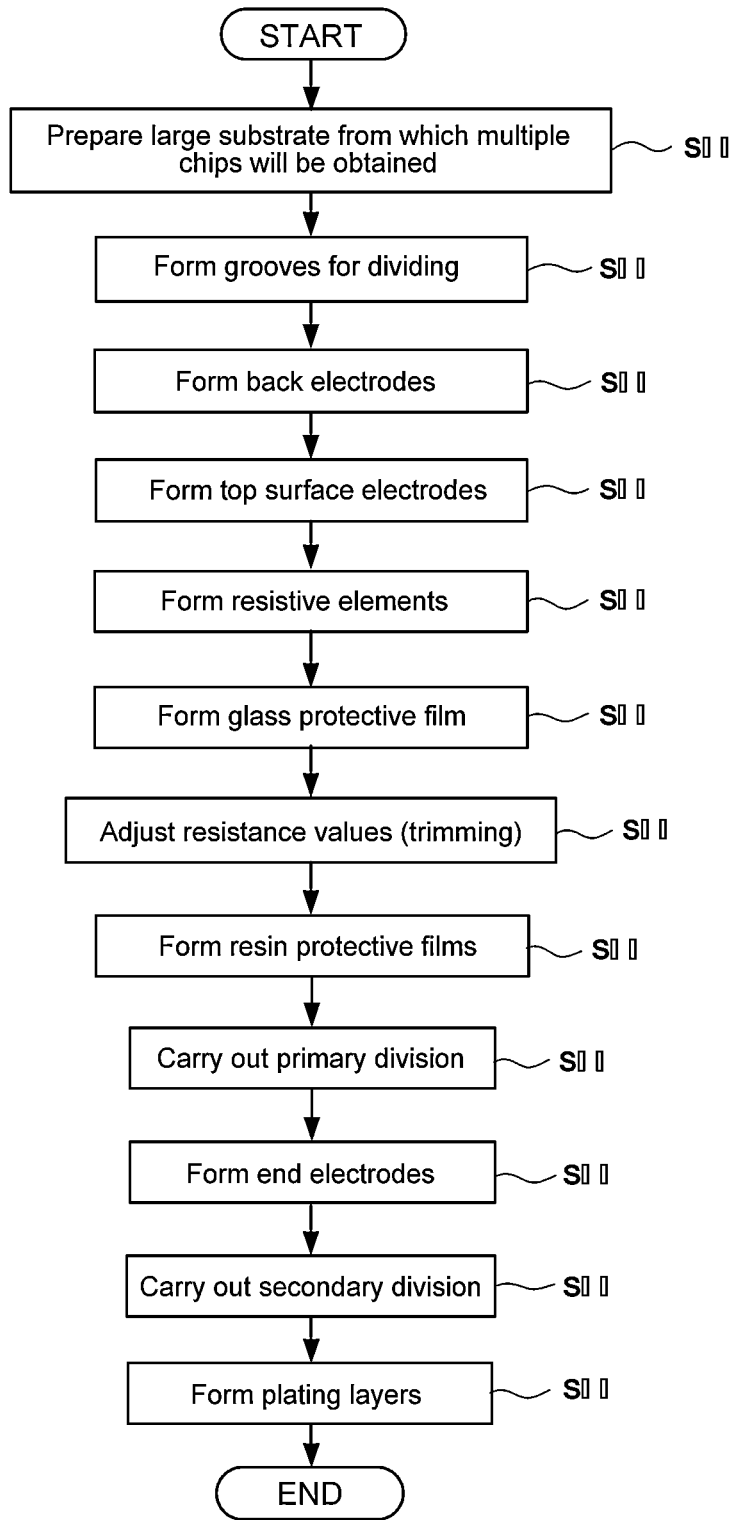 START
Prepare large substrate from which multiple
chips will be obtained
Form grooves for dividing
Form back electrodes
Form top surface electrodes
Form resistive elements
Form glass protective film
Adjust resistance values (trimming)
Form resin protective films
Carry out primary division
Form end electrodes
Carry out secondary division
Form plating layers
END